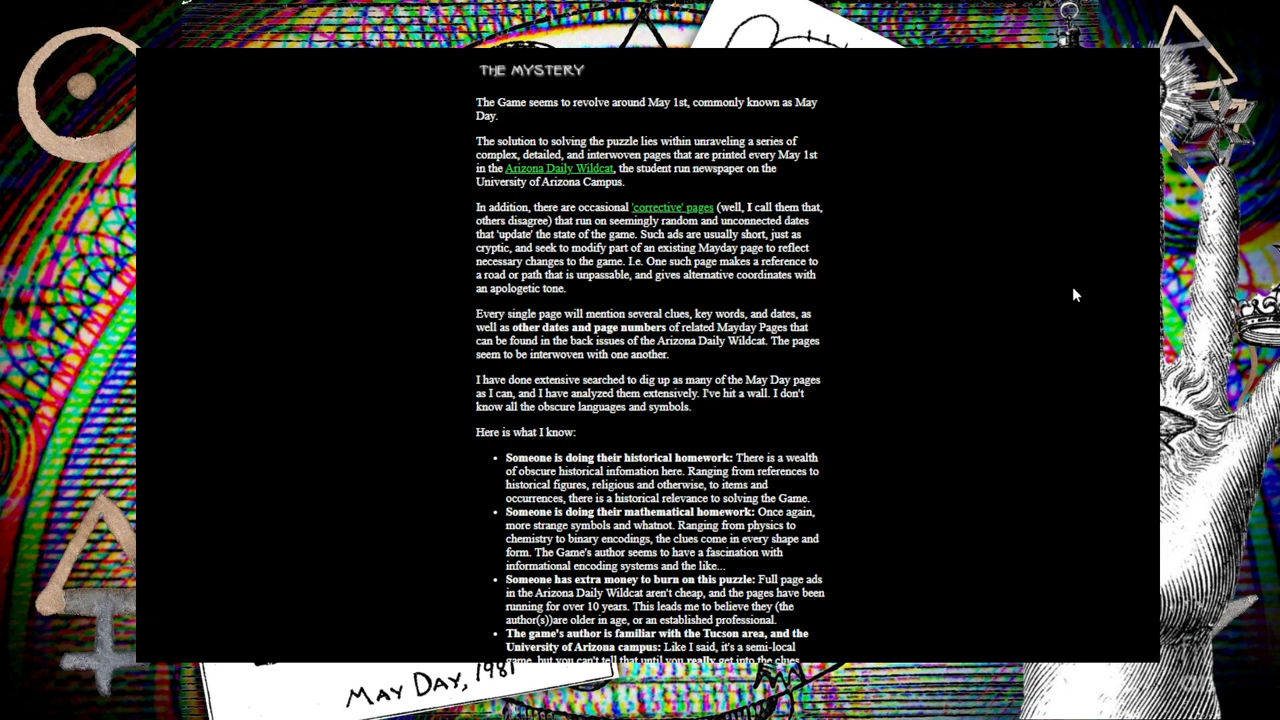 THE MYSTERY
The Game seems to revolve around May 1st, commonly known as May
Day.
The solution to solving the puzzle lies within unraveling a series of
complex, detailed, and interwoven pages that are printed every May 1st
in the Arizona Daily Wildcat, the student run newspaper on the
University of Arizona Campus.
In addition, there are occasional 'corrective' pages (well, I call them that,
others disagree) that run on seemingly random and unconnected dates
that 'update' the state of the game. Such ads are usually short, just as
cryptic, and seek to modify part of an existing Mayday page to reflect
necessary changes to the game. I.e. One such page makes a reference to
a road or path that is unpassable, and gives alternative coordinates with
an apologetic tone.
Every single page will mention several clues, key words, and dates, as
well as other dates and page numbers of related Mayday Pages that
can be found in the back issues of the Arizona Daily Wildcat. The pages
seem to be interwoven with one another.
I have done extensive searched to dig up as many of the May Day pages
as I can, and I have analyzed them extensively. I've hit a wall. I don't
know all the obscure languages and symbols.
Here is what I know:
• Someone is doing their historical homework: There is a wealth
of obscure historical infomation here. Ranging from references to
historical figures, religious and otherwise, to items and
occurrences, there is a historical relevance to solving the Game.
• Someone is doing their mathematical homework: Once again,
more strange symbols and whatnot. Ranging from physics to
chemistry to binary encodings, the clues come in every shape and
form. The Game's author seems to have a fascination with
informational encoding systems and the like...
• Someone has extra money to burn on this puzzle: Full page ads
in the Arizona Daily Wildcat aren't cheap, and the pages have been
running for over 10 years. This leads me to believe they (the
author(s))are older in age, or an established professional.
• The game's author is familiar with the Tucson area, and the
University of Arizona campus: Like I said, it's a semi-local
game, but you can't tell that until you really get into the clues
MAY DAY, 1981